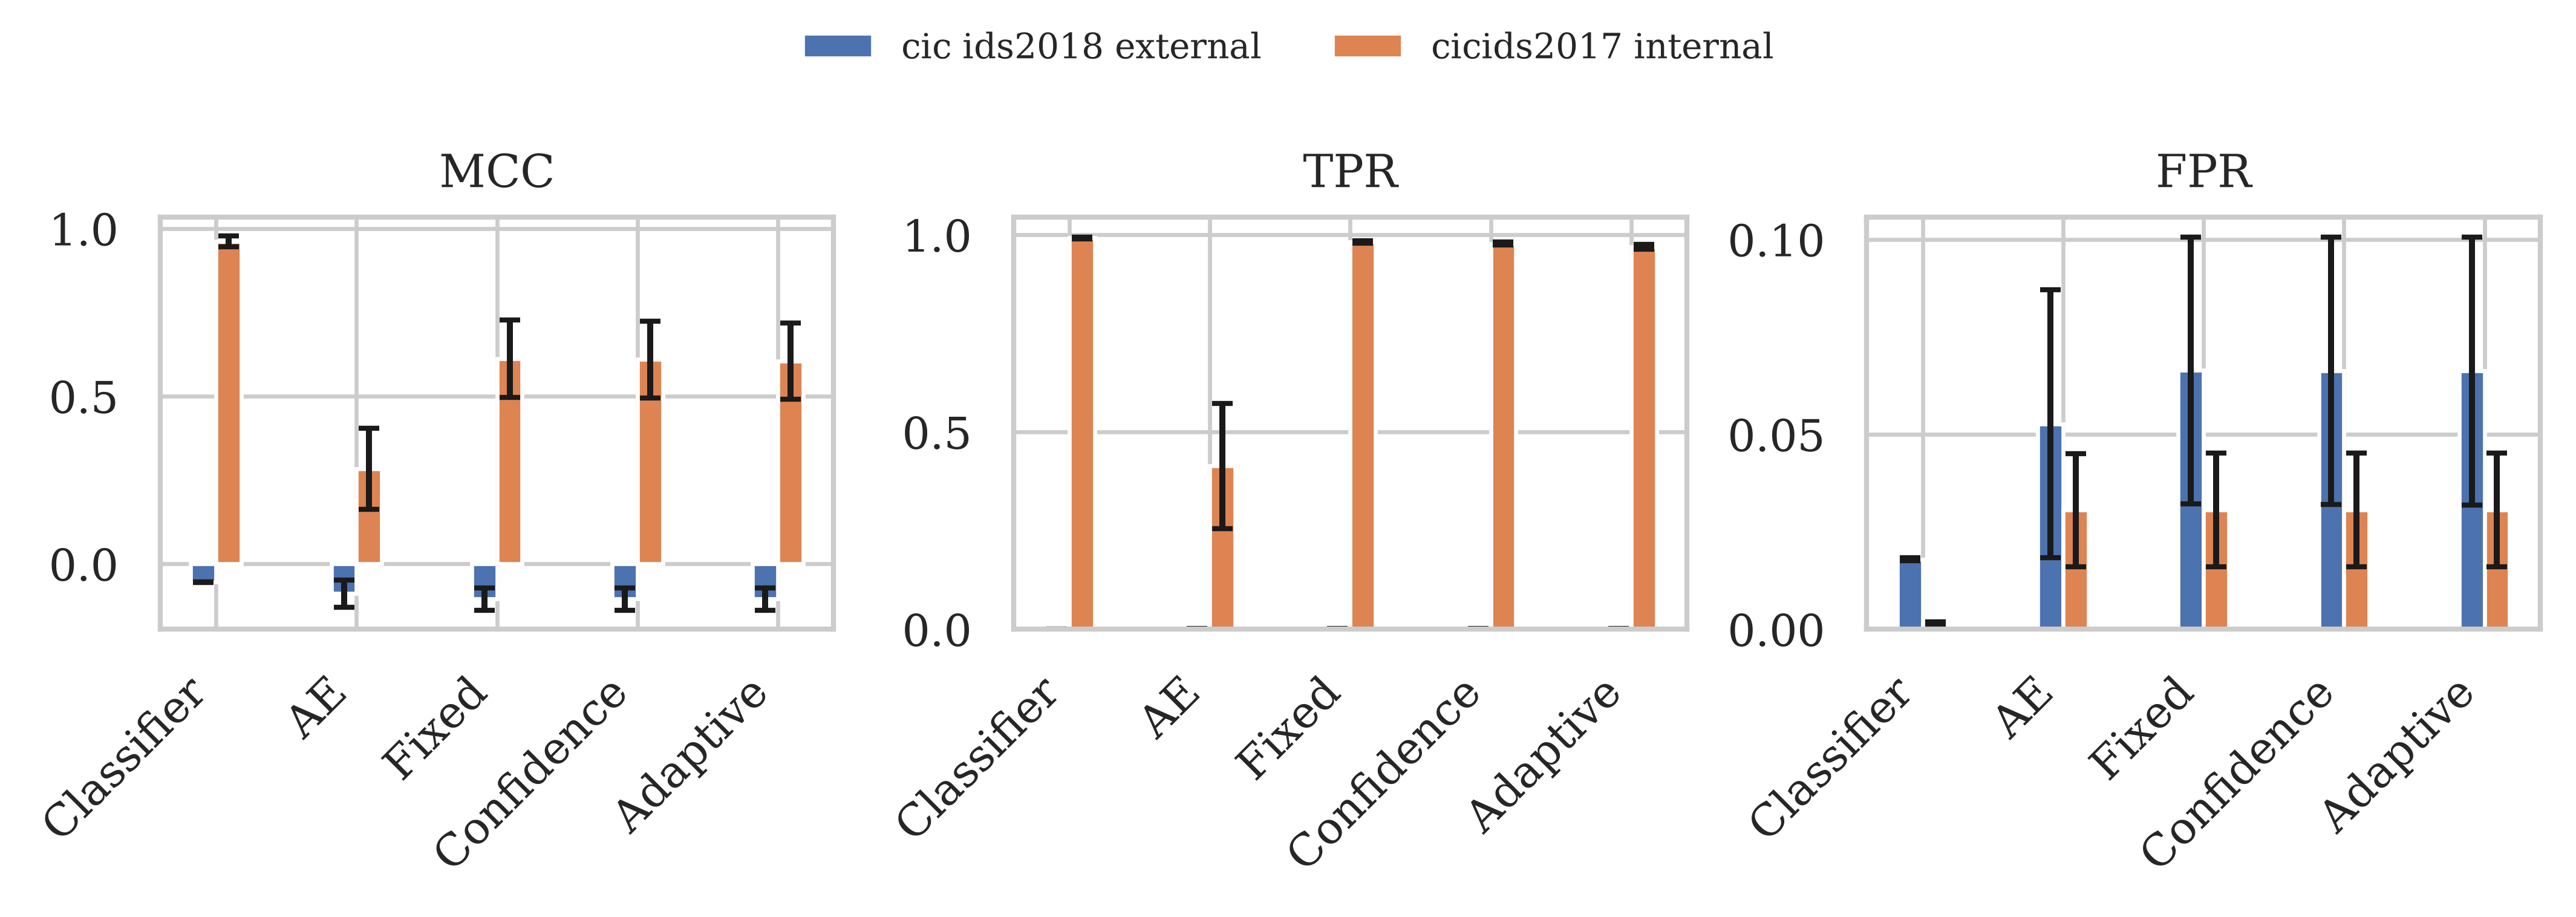 cic ids2018 external cicids2017 internal
MCC
1.0
0.5
0.0
Classifier
AE
Fixed
Confidence
Adaptive
TPR
1.0
0.5
0.0
Classifier
AE
Fixed
Confidence
Adaptive
FPR
0.10
0.05
0.00
Classifier
AE
Fixed
Confidence
Adaptive